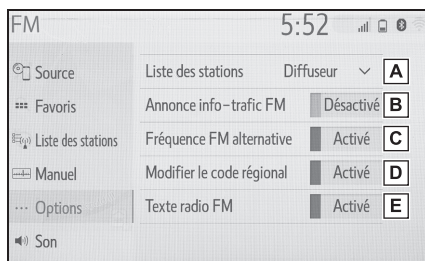 FM 5:52
Source
Favoris
Liste des stations
Manuel
Options
Son
Liste des stations Diffuseur A
Annonce info-trafic FM Désactivé B
Fréquence FM alternative Activé C
Modifier le code régional Activé D
Texte radio FM Activé E